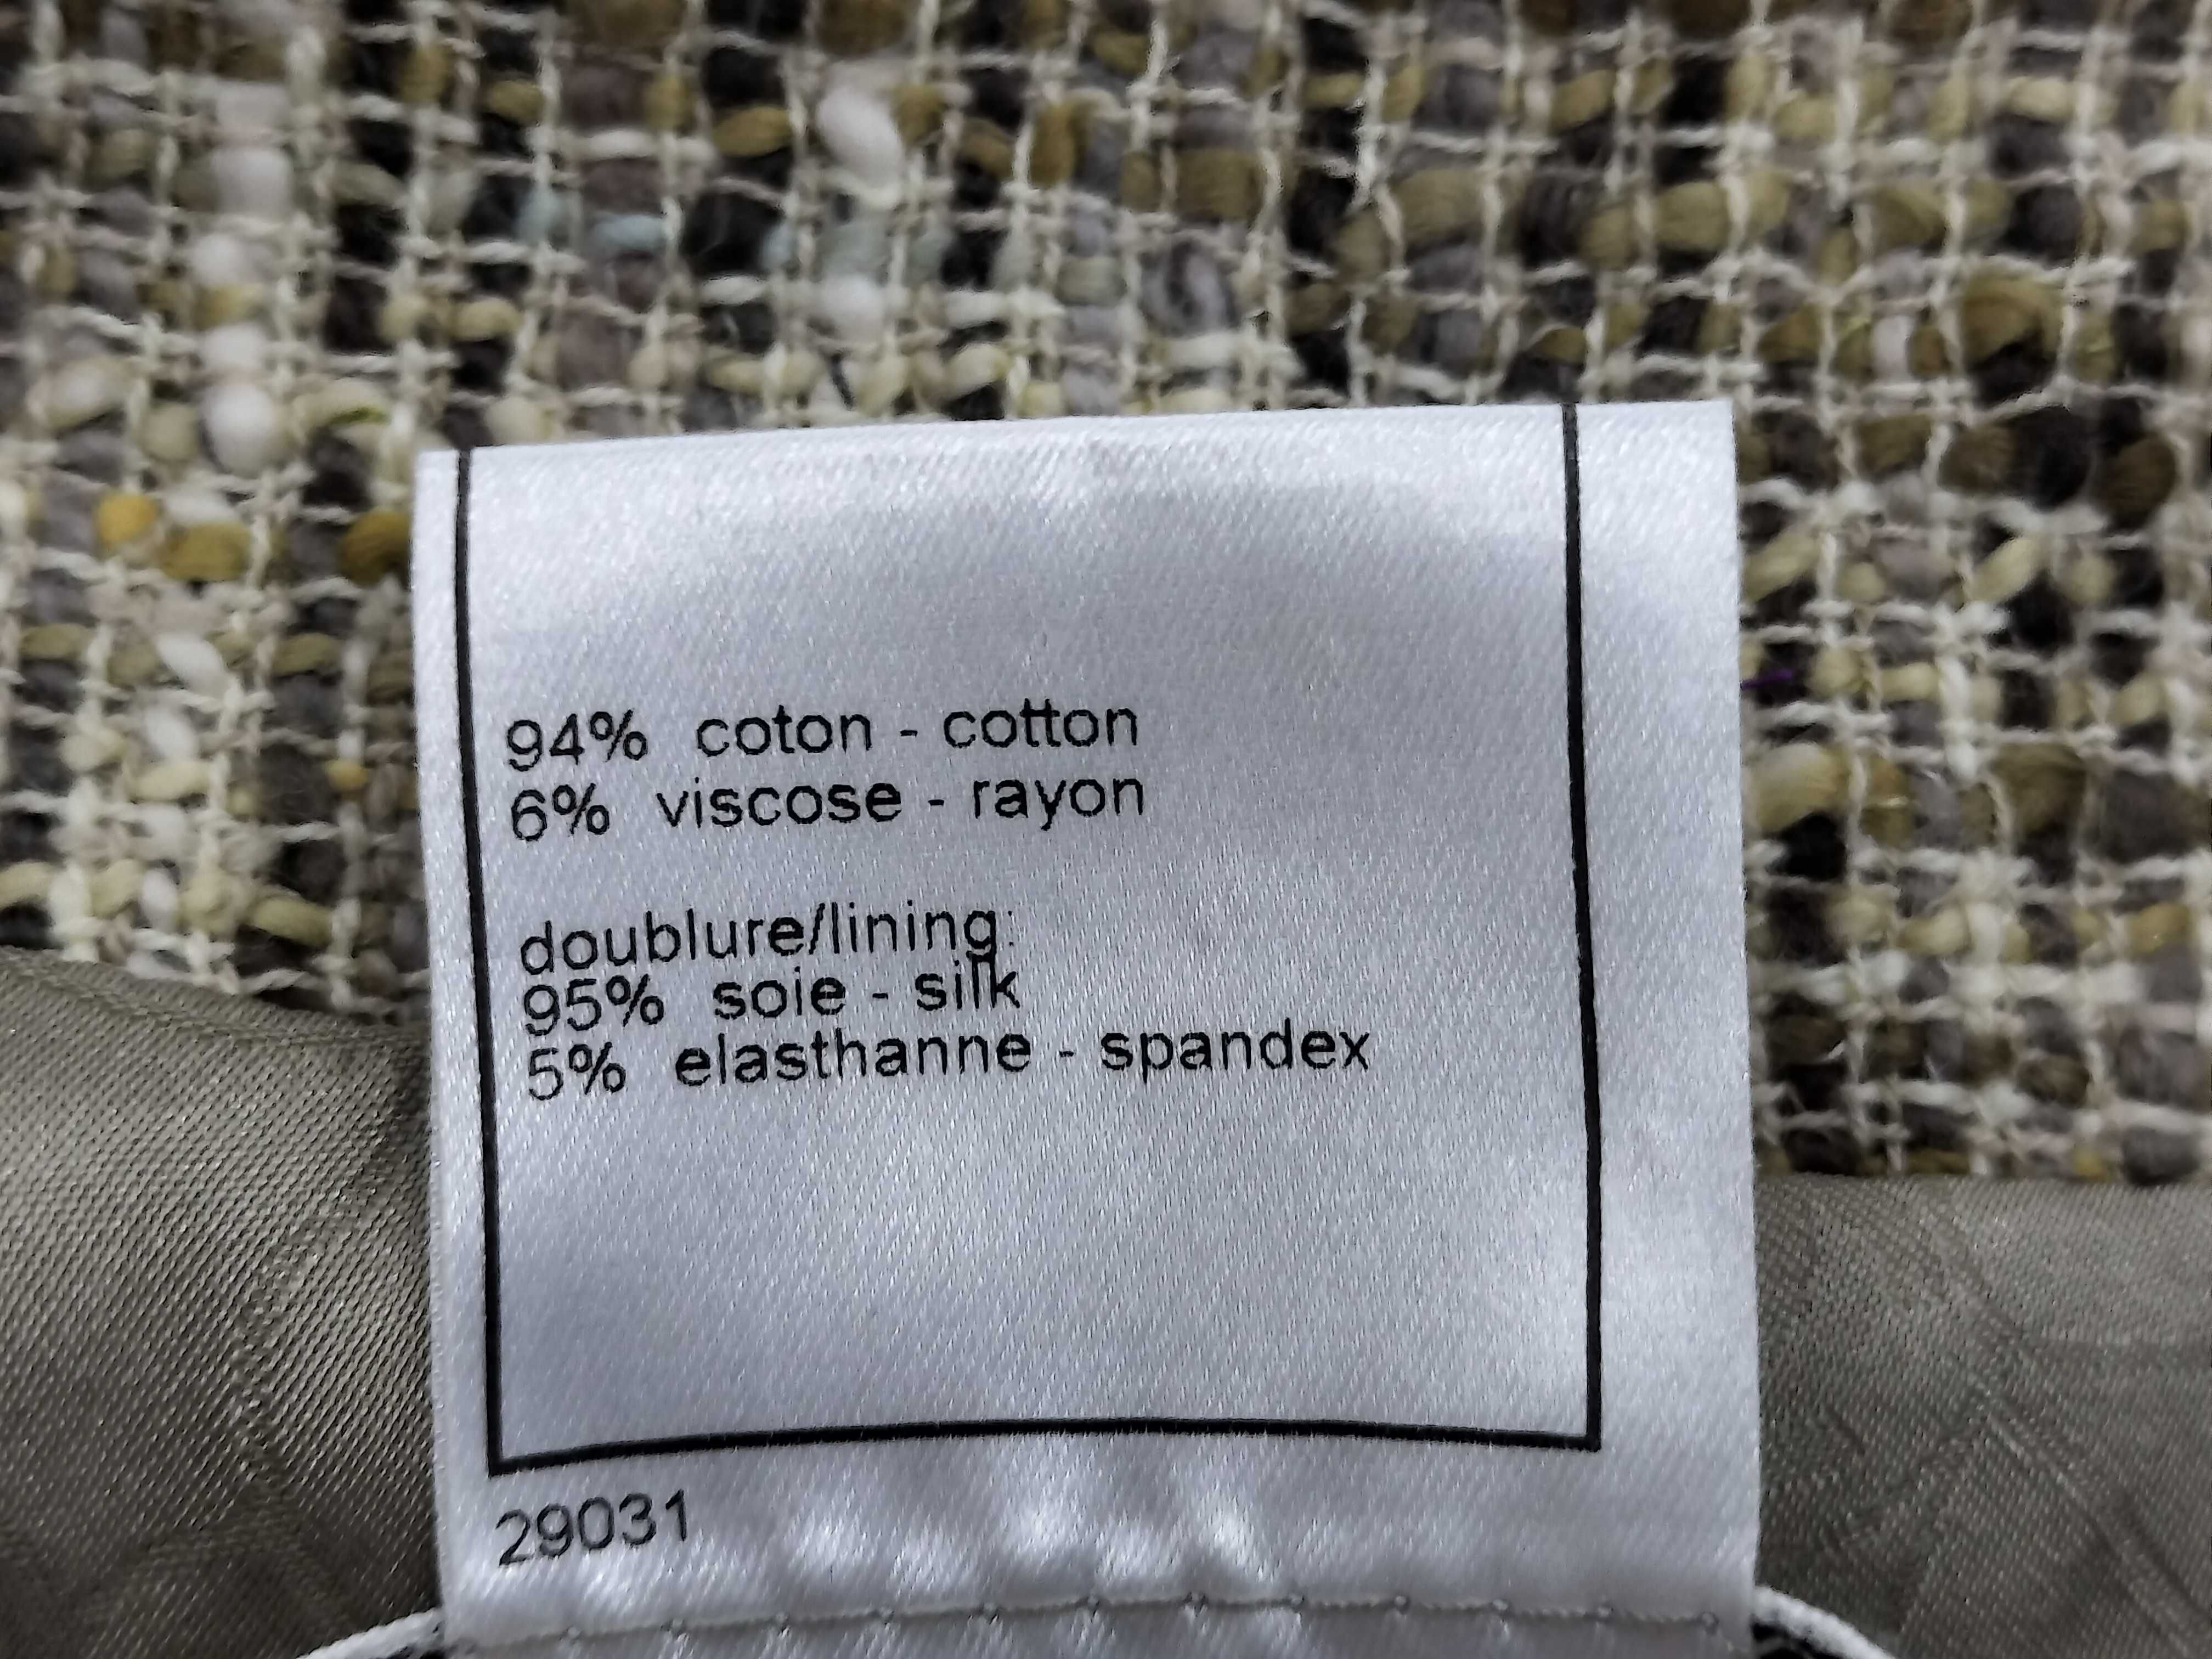 94% coton - cotton
6% viscose - rayon
doublure/lining:
95% soie - silk
5% elasthanne - spandex
29031